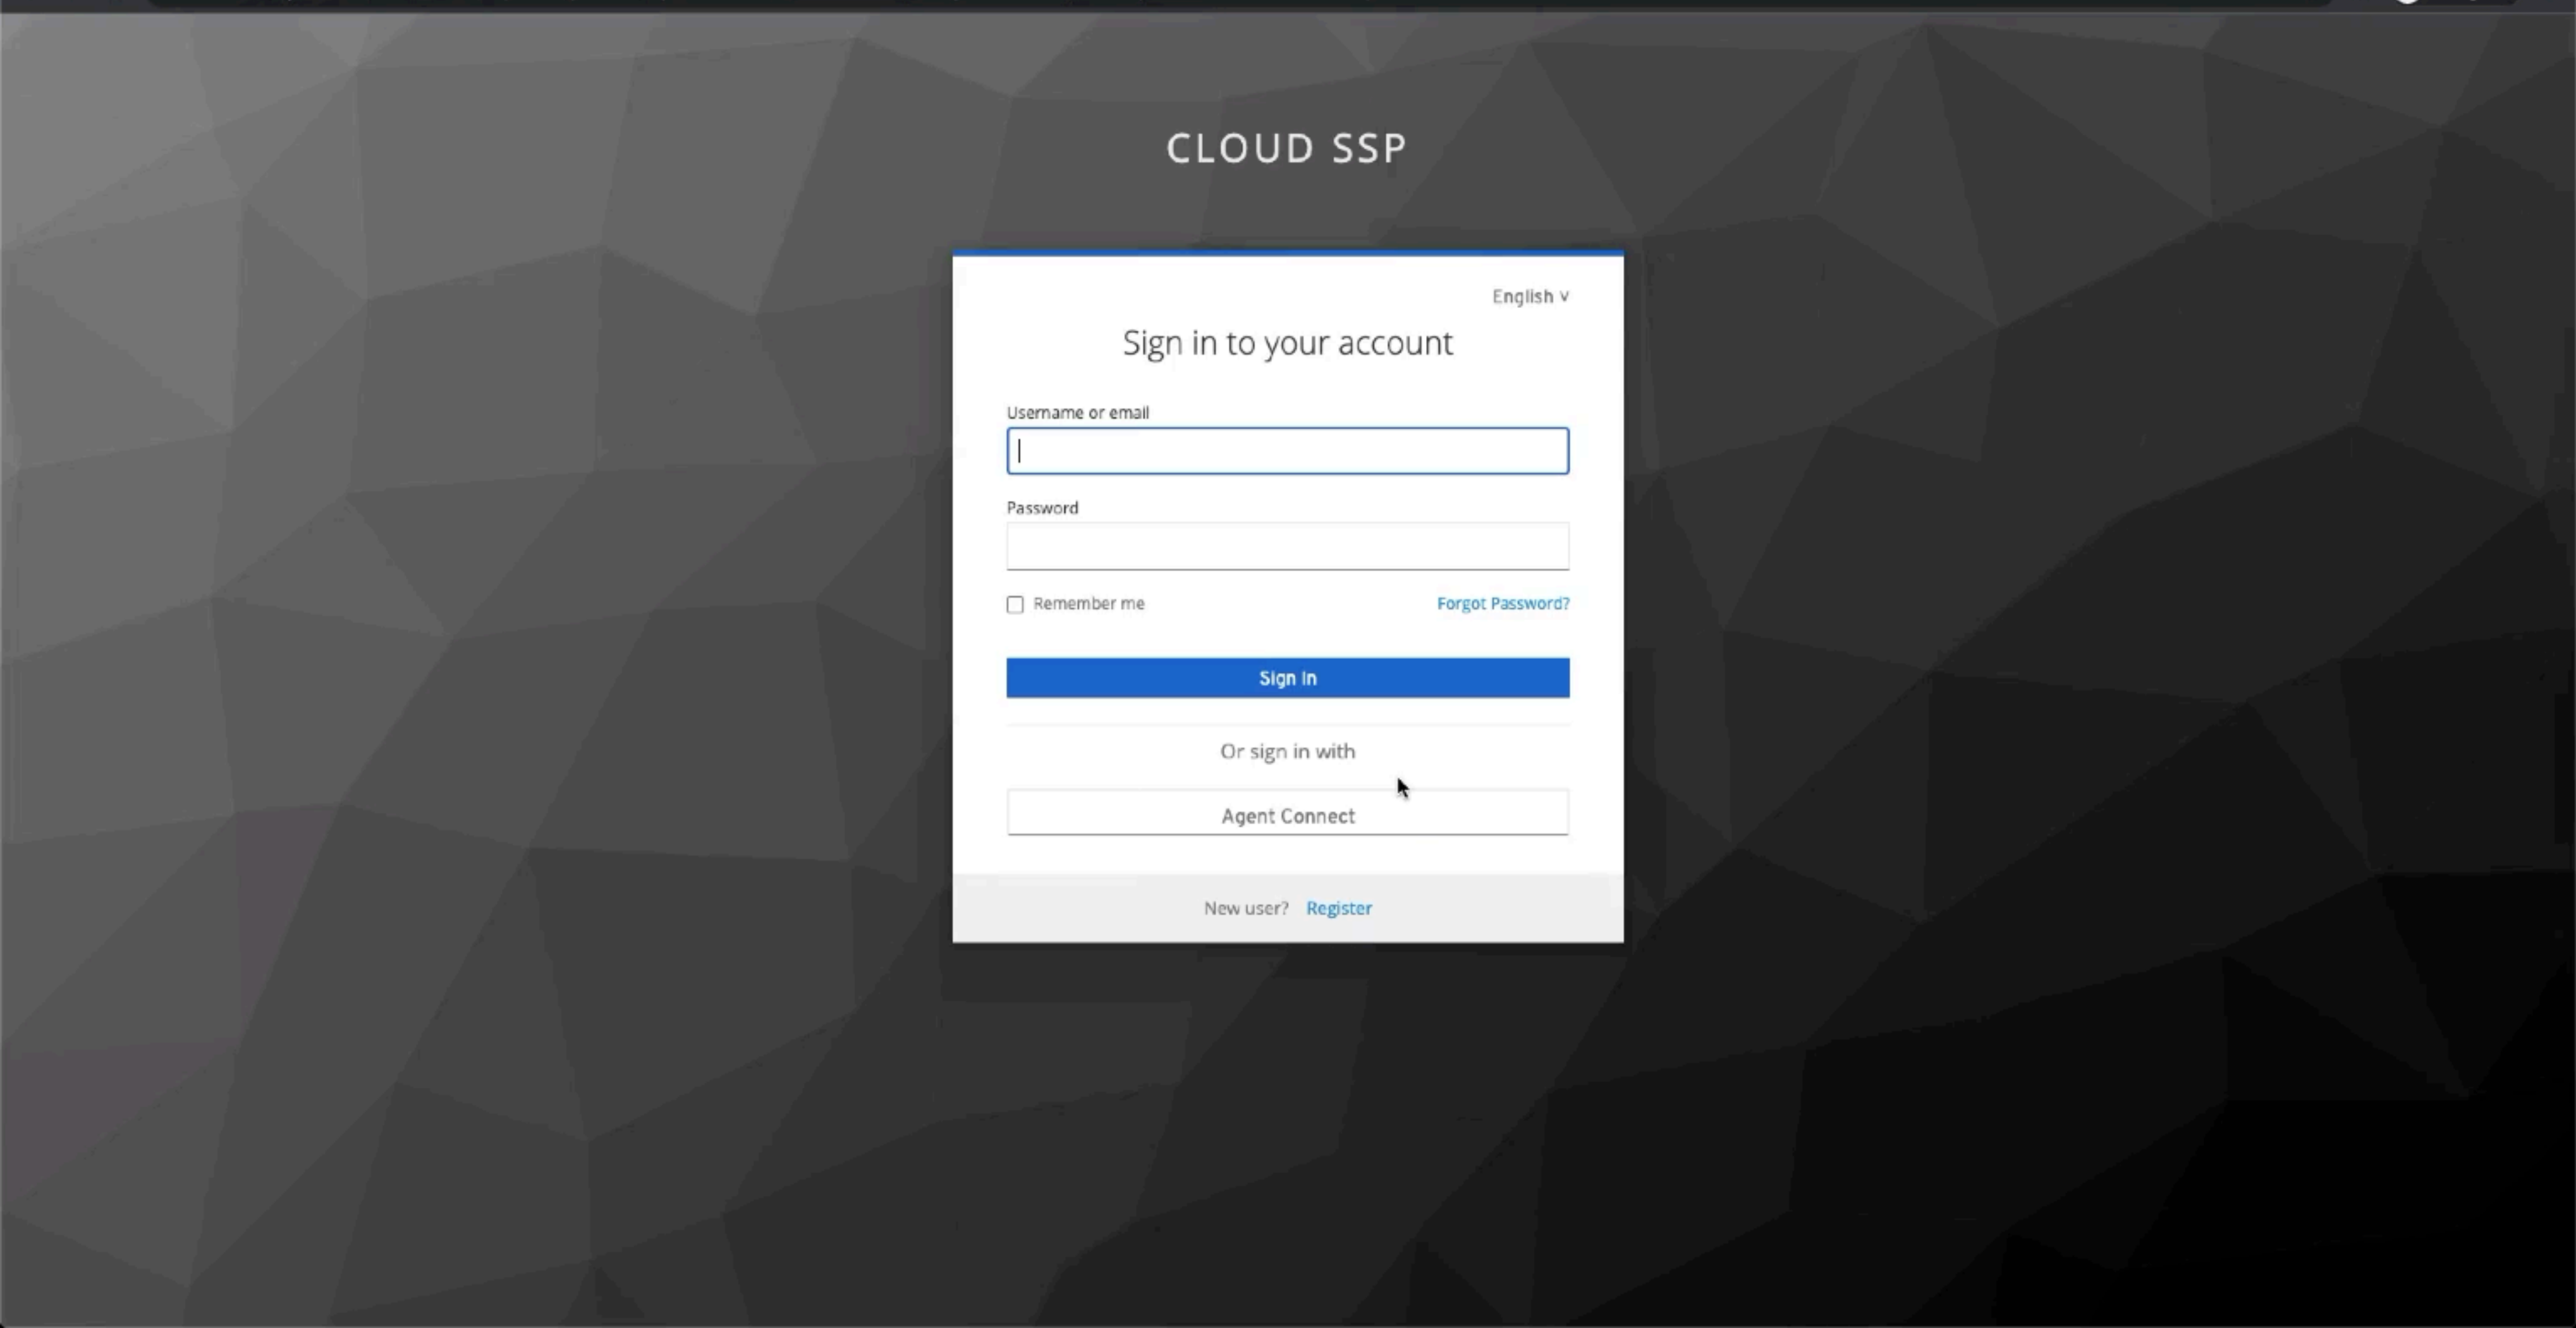 CLOUD SSP
English
Sign in to your account
Username or email
Password
Remember me
Forgot Password?
Sign In
Or sign in with
Agent Connect
New user? Register